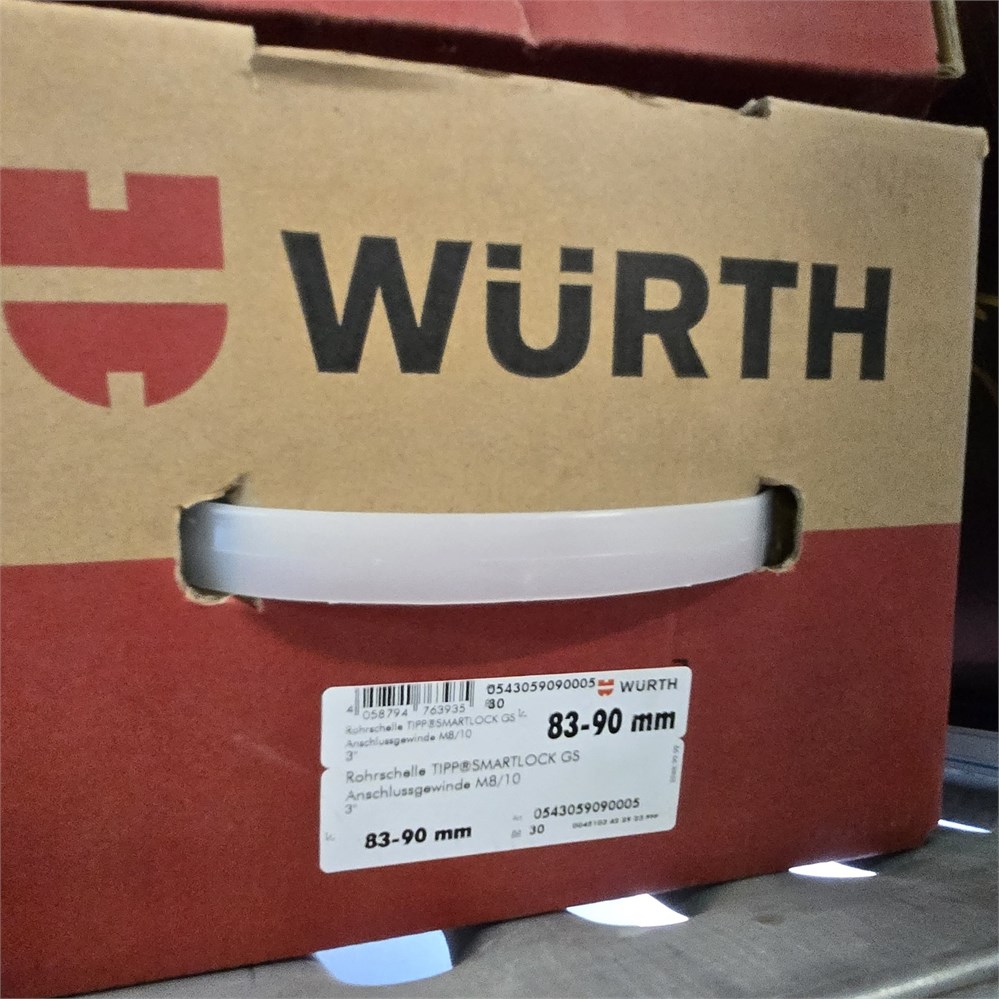 WÜRTH
0543059090005 WÜRTH
4 058794 763935 30
Rohrschelle TIPP®SMARTLOCK GS
Anschlussgewinde M8/10
3"
83-90 mm
Rohrschelle TIPP®SMARTLOCK GS
Anschlussgewinde M8/10
3"
83-90 mm
0543059090005
30